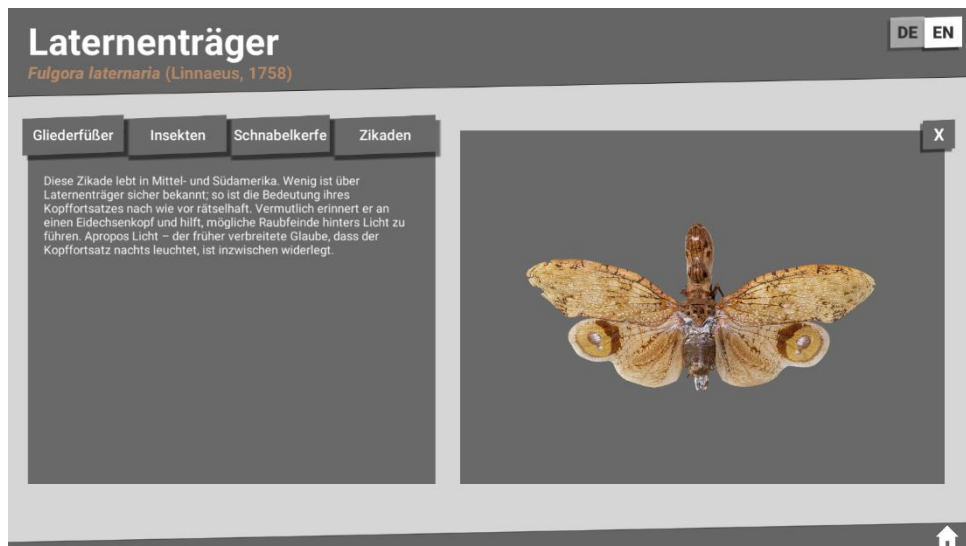 Laternenträger
Fulgora laternaria (Linnaeus, 1758)
DE EN
Gliederfüßer Insekten Schnabelkerfe Zikaden
X
Diese Zikade lebt in Mittel- und Südamerika. Wenig ist über
Laternenträger sicher bekannt; so ist die Bedeutung ihres
Kopffortsatzes nach wie vor rätselhaft. Vermutlich erinnert er an
einen Eidechsenkopf und hilft, mögliche Raubfeinde hinters Licht zu
führen. Apropos Licht – der früher verbreitete Glaube, dass der
Kopffortsatz nachts leuchtet, ist inzwischen widerlegt.